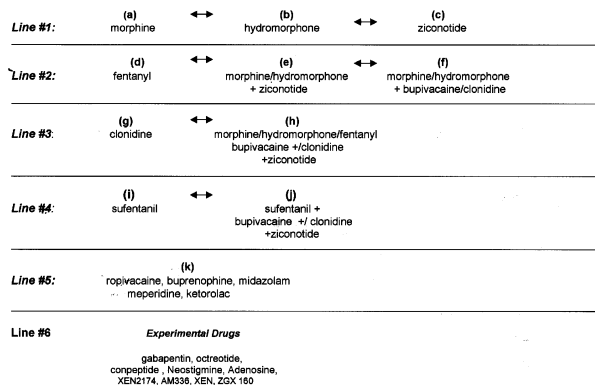 (a) (b) (c)
Line #1: morphine hydromorphone ziconotide
(d) (e) (f)
Line #2: fentanyl morphine/hydromorphone morphine/hydromorphone
+ ziconotide + bupivacaine/clonidine
(g) (h)
Line #3: clonidine morphine/hydromorphone/fentanyl
bupivacaine +/clonidine
+ziconotide
(i) (j)
Line #4: sufentanil sufentanil +
bupivacaine +/ clonidine
+ziconotide
(k)
Line #5: ropivacaine, buprenophine, midazolam
meperidine, ketorolac
Line #6 Experimental Drugs
gabapentin, octreotide,
conpeptide , Neostigmine, Adenosine,
XEN2174, AM336, XEN, ZGX 160